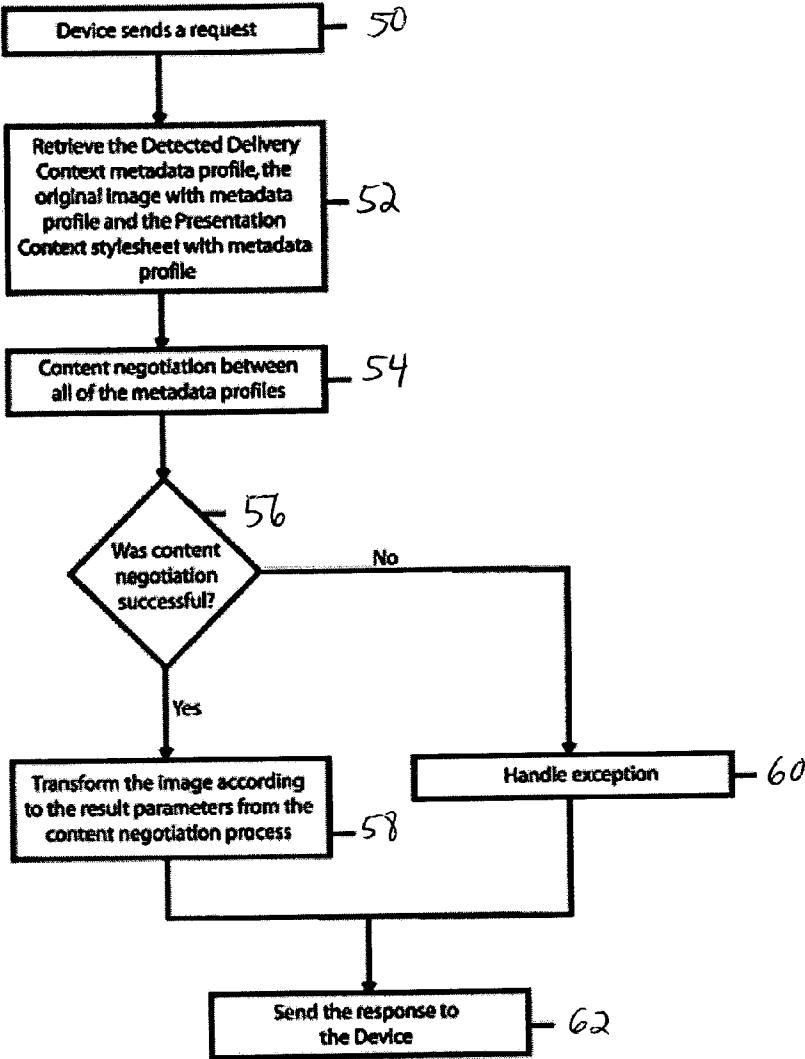 Device sends a request
50
Retrieve the Detected Delivery
Context metadata profile, the
original image with metadata
profile and the Presentation
Context stylesheet with metadata
profile
52
Content negotiation between
all of the metadata profiles
54
56
Was content
negotiation
successful?
No
Yes
Transform the image according
to the result parameters from the
content negotiation process
58
Handle exception
60
Send the response to
the Device
62